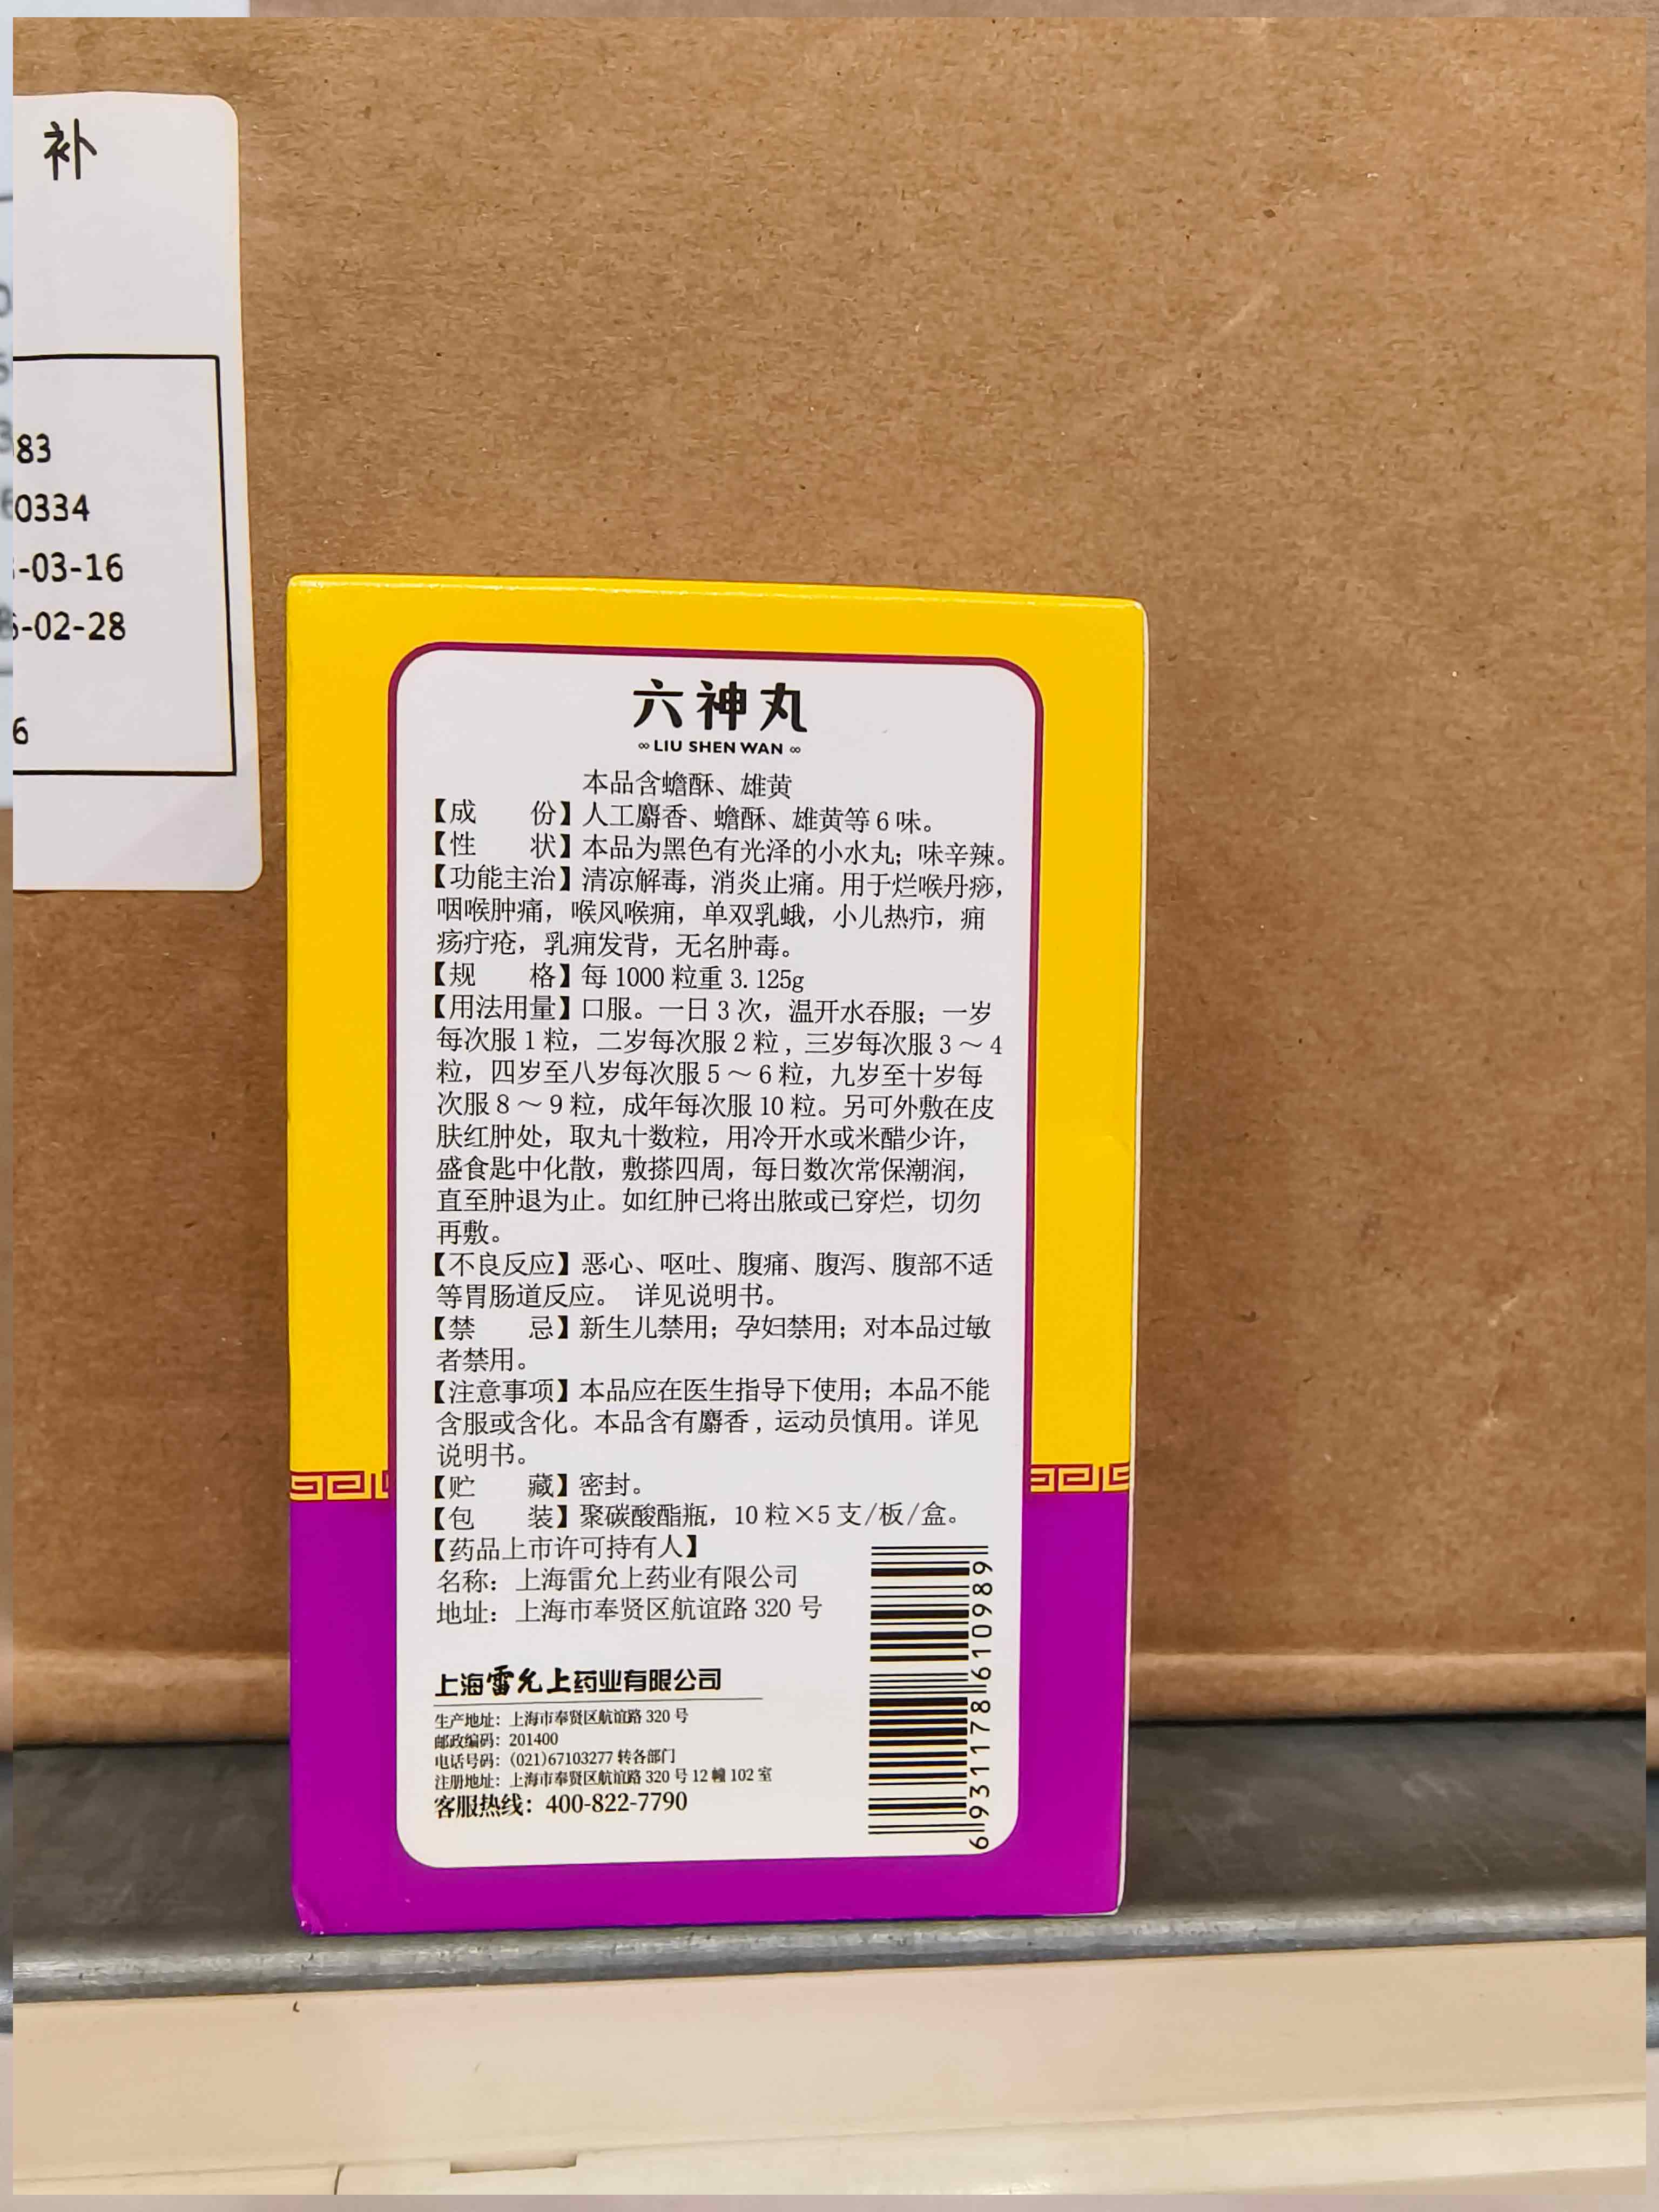 补
83
0334
-03-16
-02-28
6
六神丸
∞ LIU SHEN WAN ∞
本品含蟾酥、雄黄
【成　　份】人工麝香、蟾酥、雄黄等6味。
【性　　状】本品为黑色有光泽的小水丸；味辛辣。
【功能主治】清凉解毒，消炎止痛。用于烂喉丹痧，
咽喉肿痛，喉风喉痈，单双乳蛾，小儿热疖，痈
疡疔疮，乳痈发背，无名肿毒。
【规　　格】每1000粒重3.125g
【用法用量】口服。一日3次，温开水吞服；一岁
每次服1粒，二岁每次服2粒，三岁每次服3～4
粒，四岁至八岁每次服5～6粒，九岁至十岁每
次服8～9粒，成年每次服10粒。另可外敷在皮
肤红肿处，取丸十数粒，用冷开水或米醋少许，
盛食匙中化散，敷搽四周，每日数次常保潮润，
直至肿退为止。如红肿已将出脓或已穿烂，切勿
再敷。
【不良反应】恶心、呕吐、腹痛、腹泻、腹部不适
等胃肠道反应。　详见说明书。
【禁　　忌】新生儿禁用；孕妇禁用；对本品过敏
者禁用。
【注意事项】本品应在医生指导下使用；本品不能
含服或含化。本品含有麝香，运动员慎用。详见
说明书。
【贮　　藏】密封。
【包　　装】聚碳酸酯瓶，10粒×5支/板/盒。
【药品上市许可持有人】
名称：上海雷允上药业有限公司
地址：上海市奉贤区航谊路320号
上海雷允上药业有限公司
生产地址：上海市奉贤区航谊路320号
邮政编码：201400
电话号码：(021)67103277转各部门
注册地址：上海市奉贤区航谊路320号12幢102室
客服热线：400-822-7790
6931178610989